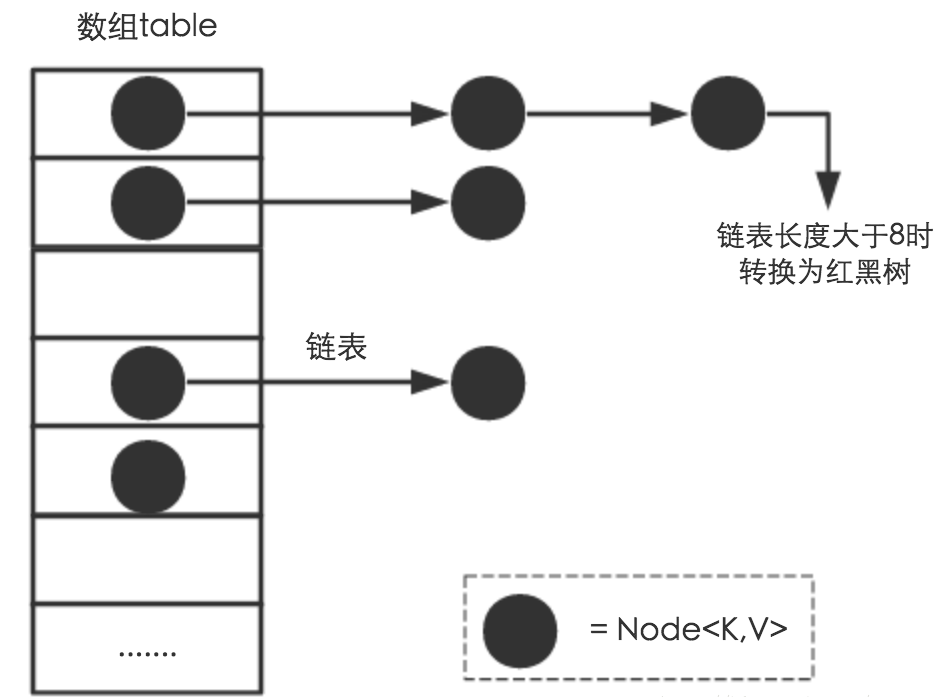 数组table
链表长度大于8时
转换为红黑树
链表
.......
= Node<K,V>